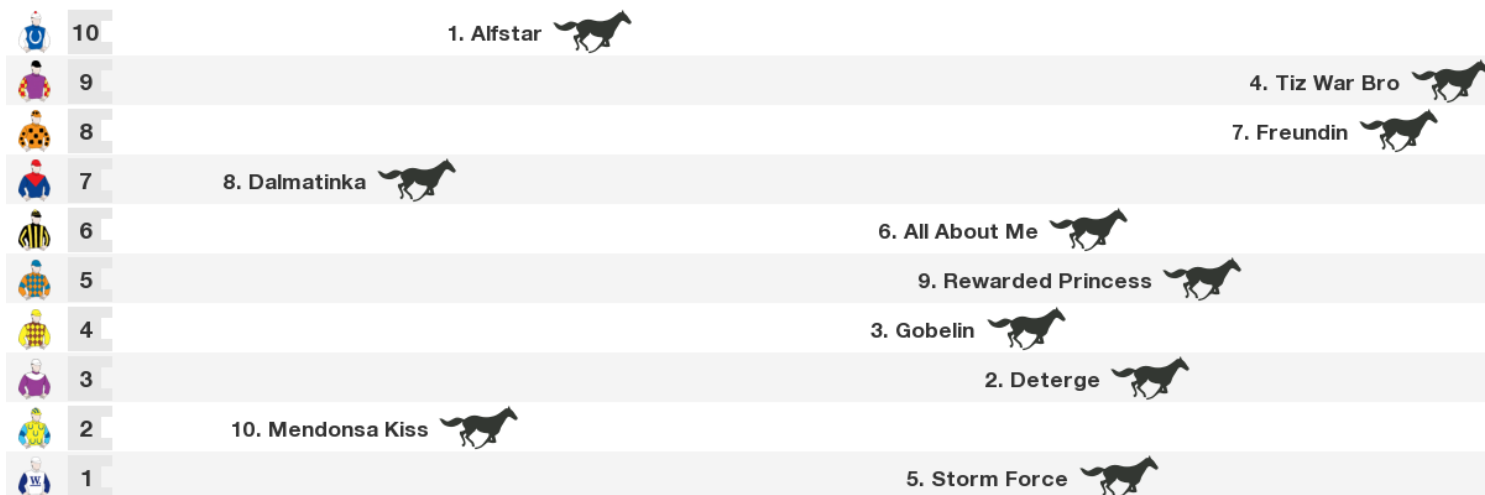 10 1. Alfstar
9 4. Tiz War Bro
8 7. Freundin
7 8. Dalmatinka
6 6. All About Me
5 9. Rewarded Princess
4 3. Gobelin
3 2. Deterge
2 10. Mendonsa Kiss
W 1 5. Storm Force